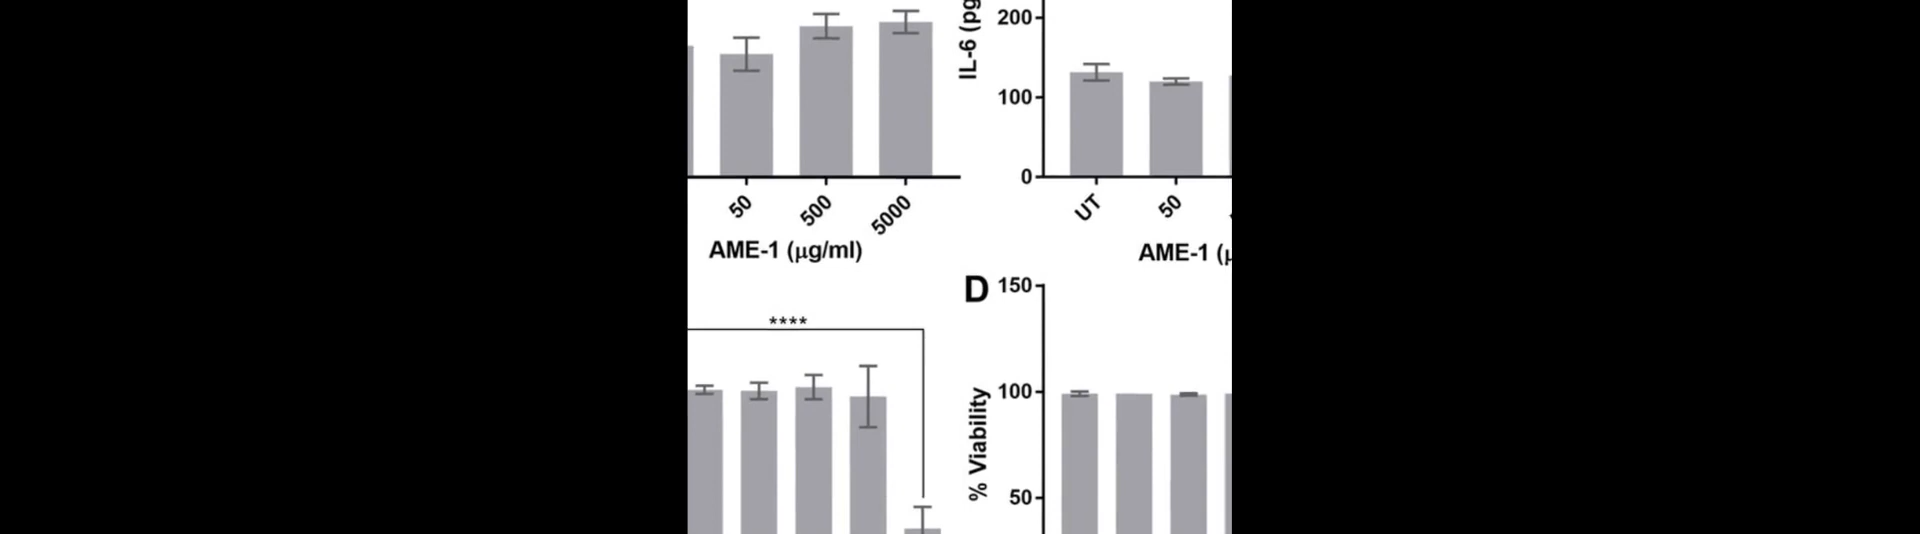 IL-6 (pg
200
100
0
50
500
5000
AME-1 (μg/ml)
UT
50
AME-1 (μ
****
D
150
100
50
% Viability